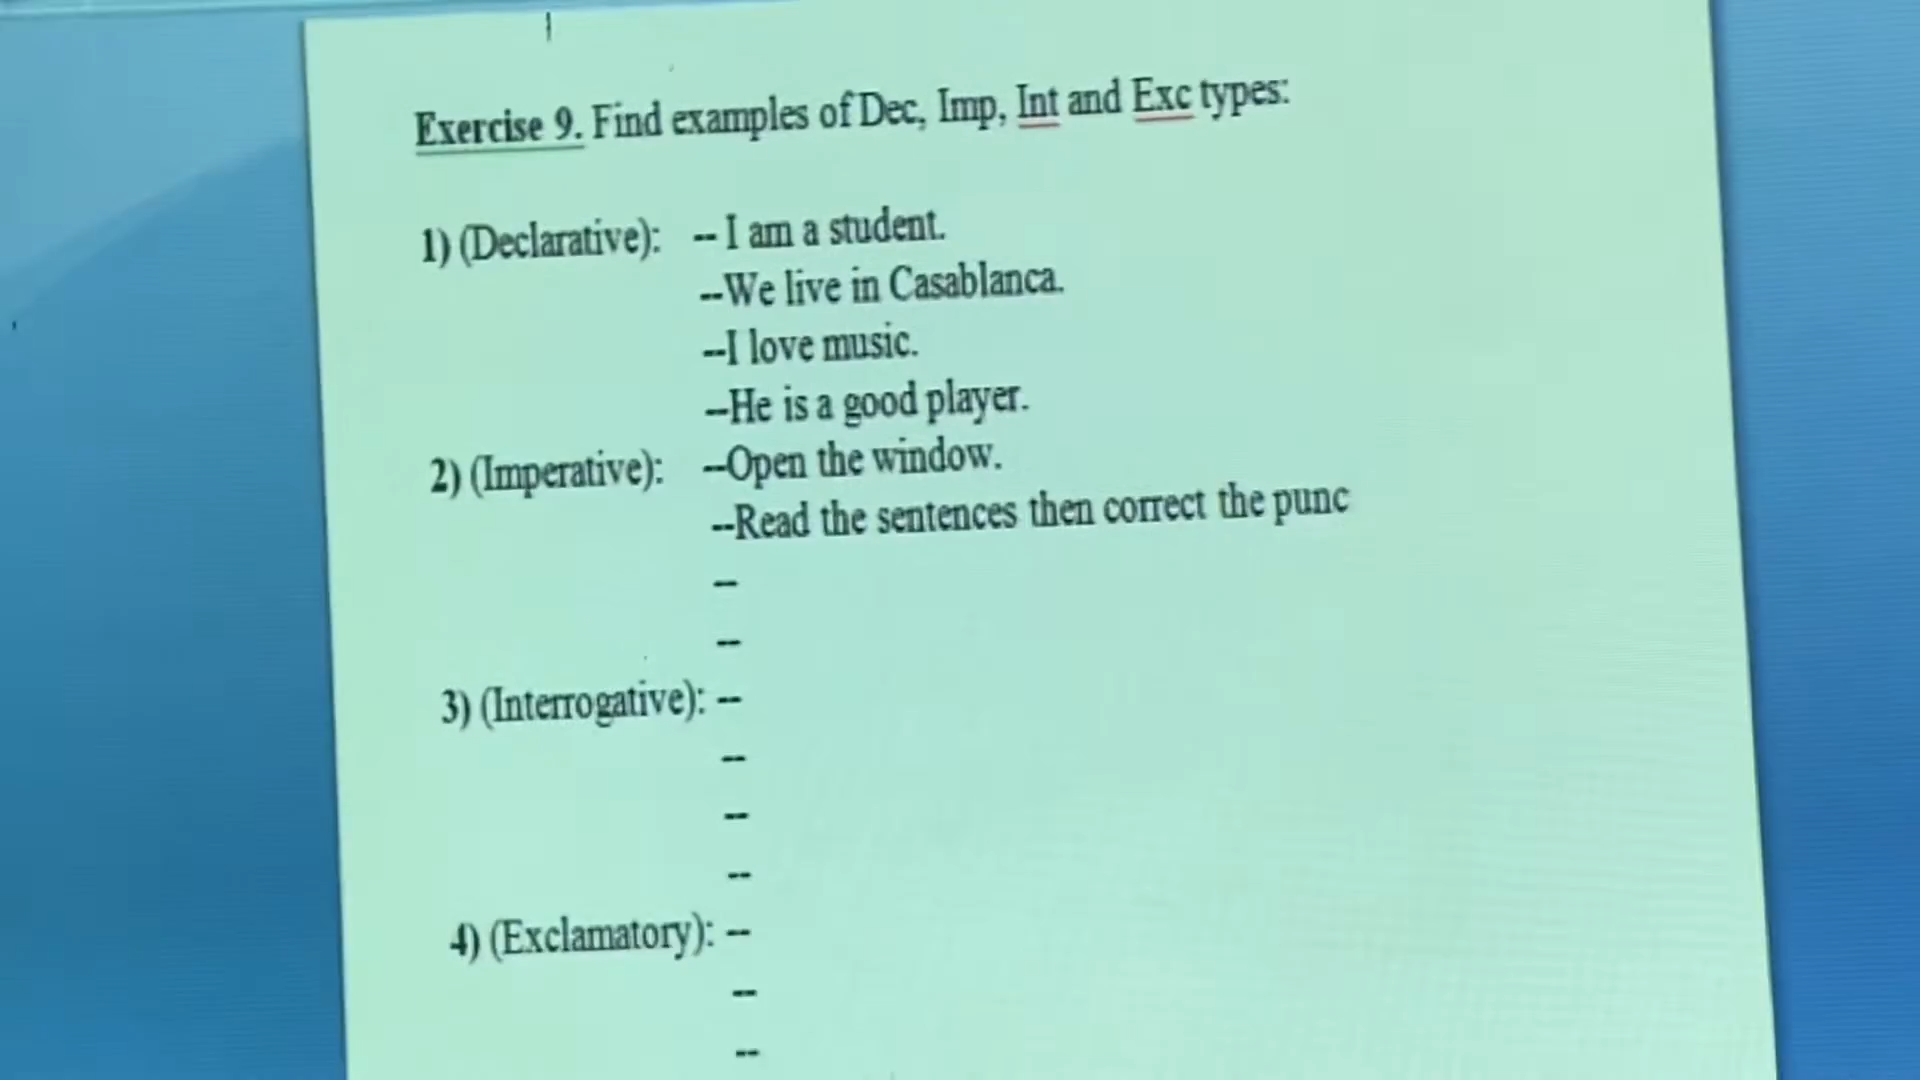 Exercise 9. Find examples of Dec, Imp, Int and Exc types:
1) (Declarative): -- I am a student.
--We live in Casablanca.
--I love music.
--He is a good player.
2) (Imperative): --Open the window.
--Read the sentences then correct the punc
--
--
3) (Interrogative): --
--
--
--
4) (Exclamatory): --
--
--